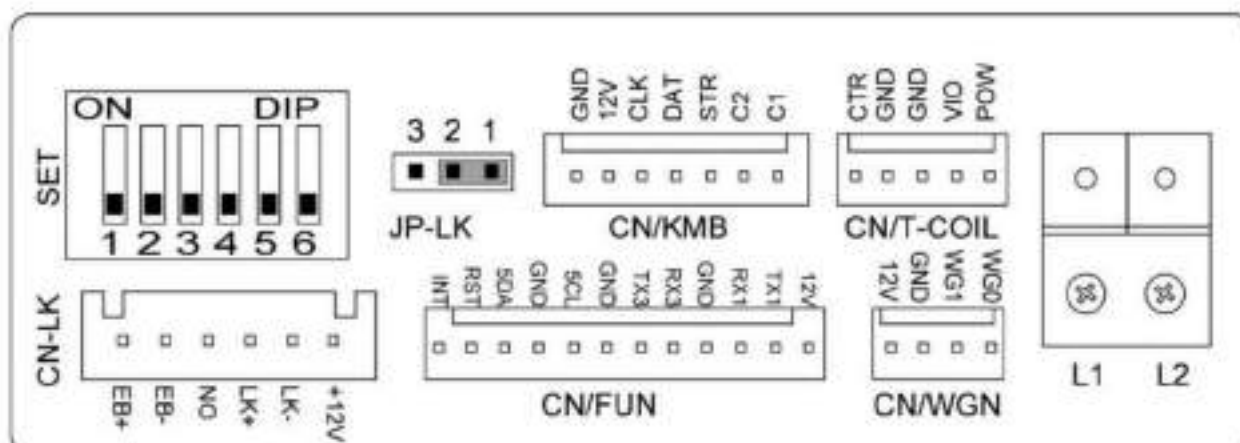 ON DIP
SET
1 2 3 4 5 6
3 2 1
JP-LK
GND 12V CLK DAT STR C2 C1
CN/KMB
CTR GND GND VIO POW
CN/T-COIL
CN-LK
EB+ EB- NO LK+ LK- +12V
INT RST 5DA GND 5CL GND TX3 RX3 GND RX1 TX1 12V
CN/FUN
12V GND WG1 WG0
CN/WGN
L1 L2